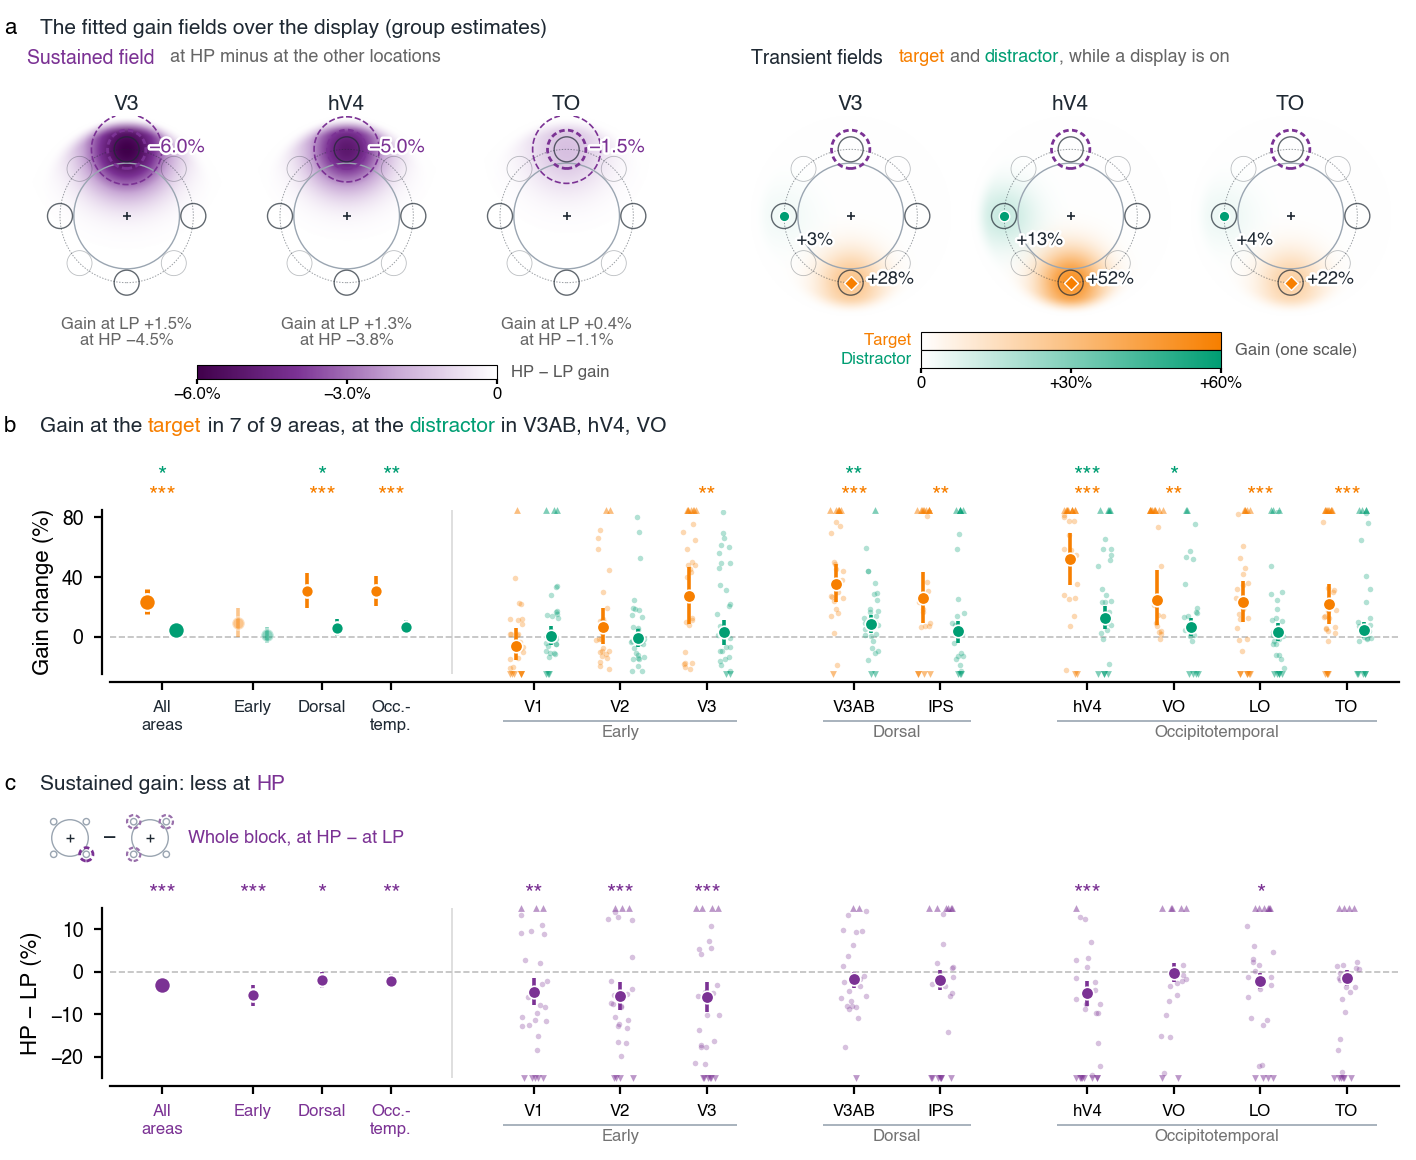 a The fitted gain fields over the display (group estimates)
Sustained field at HP minus at the other locations
Transient fields target and distractor, while a display is on
V3 hV4 TO V3 hV4 TO
−6.0% −5.0% −1.5%
+3% +13% +4%
+28% +52% +22%
Gain at LP +1.5% Gain at LP +1.3% Gain at LP +0.4%
at HP −4.5% at HP −3.8% at HP −1.1%
Target
Distractor
Gain (one scale)
0 +30% +60%
HP − LP gain
−6.0% −3.0% 0
b Gain at the target in 7 of 9 areas, at the distractor in V3AB, hV4, VO
* * ** ** *** *
*** *** *** ** *** ** *** ** *** ***
Gain change (%)
80
40
0
All areas
Early
Dorsal
Occ.-temp.
V1 V2 V3 V3AB IPS hV4 VO LO TO
Early Dorsal Occipitotemporal
c Sustained gain: less at HP
− Whole block, at HP − at LP
*** *** * ** ** *** *** *** *
HP − LP (%)
10
0
−10
−20
All areas
Early
Dorsal
Occ.-temp.
V1 V2 V3 V3AB IPS hV4 VO LO TO
Early Dorsal Occipitotemporal